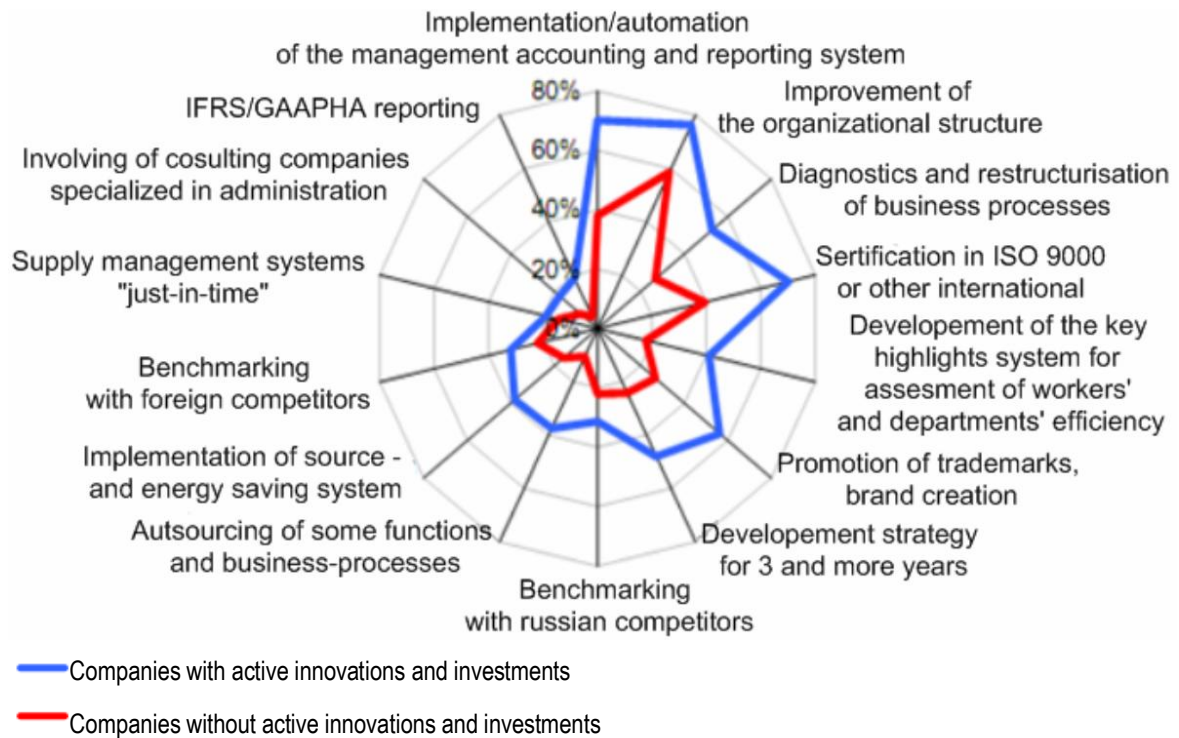 Implementation/automation
of the management accounting and reporting system
80%
60%
40%
20%
0%
Improvement of
the organizational structure
Diagnostics and restructurisation
of business processes
Sertification in ISO 9000
or other international
Developement of the key
highlights system for
assesment of workers'
and departments' efficiency
Promotion of trademarks,
brand creation
Developement strategy
for 3 and more years
Benchmarking
with russian competitors
Autsourcing of some functions
and business-processes
Implementation of source -
and energy saving system
Benchmarking
with foreign competitors
Supply management systems
"just-in-time"
Involving of cosulting companies
specialized in administration
IFRS/GAAPHA reporting
Companies with active innovations and investments
Companies without active innovations and investments